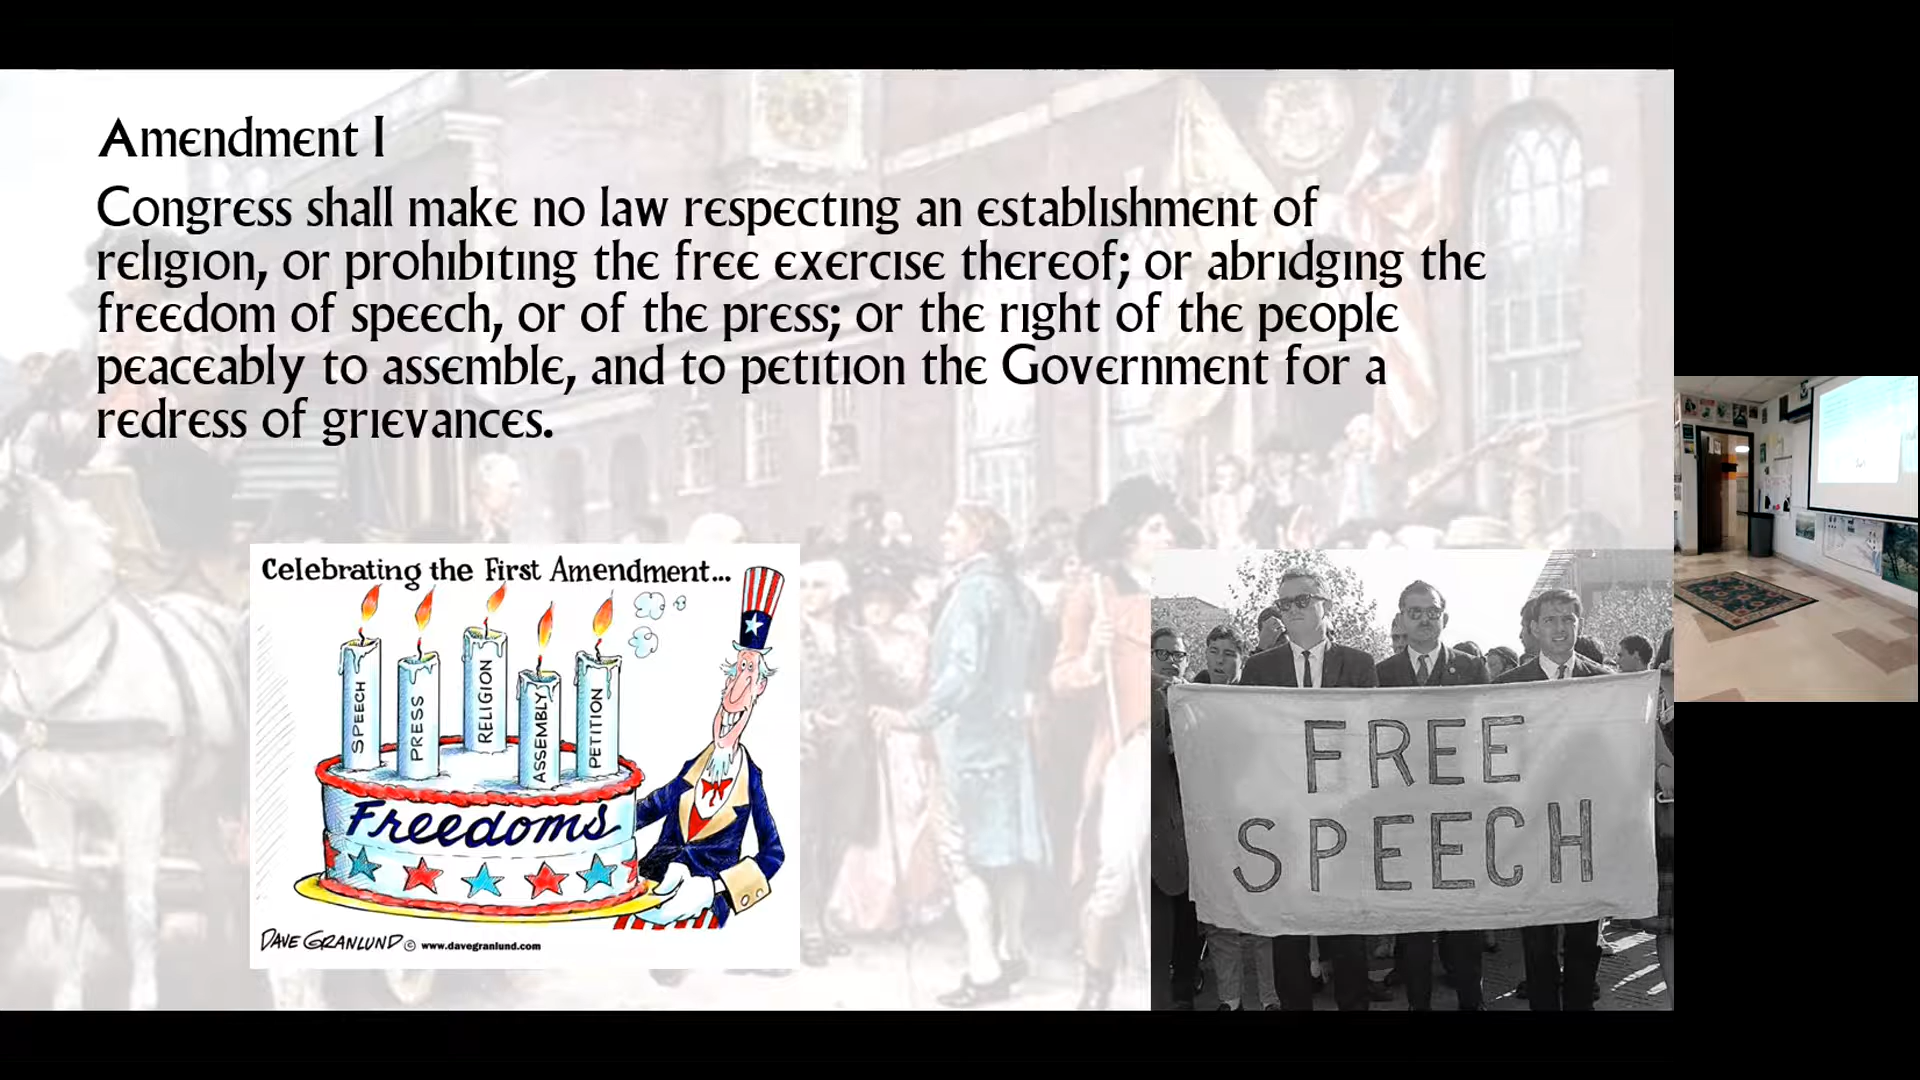 Amendment I
Congress shall make no law respecting an establishment of
religion, or prohibiting the free exercise thereof; or abridging the
freedom of speech, or of the press; or the right of the people
peaceably to assemble, and to petition the Government for a
redress of grievances.
Celebrating the First Amendment...
SPEECH
PRESS
RELIGION
ASSEMBLY
PETITION
Freedoms
DAVE GRANLUND © www.davegranlund.com
FREE
SPEECH